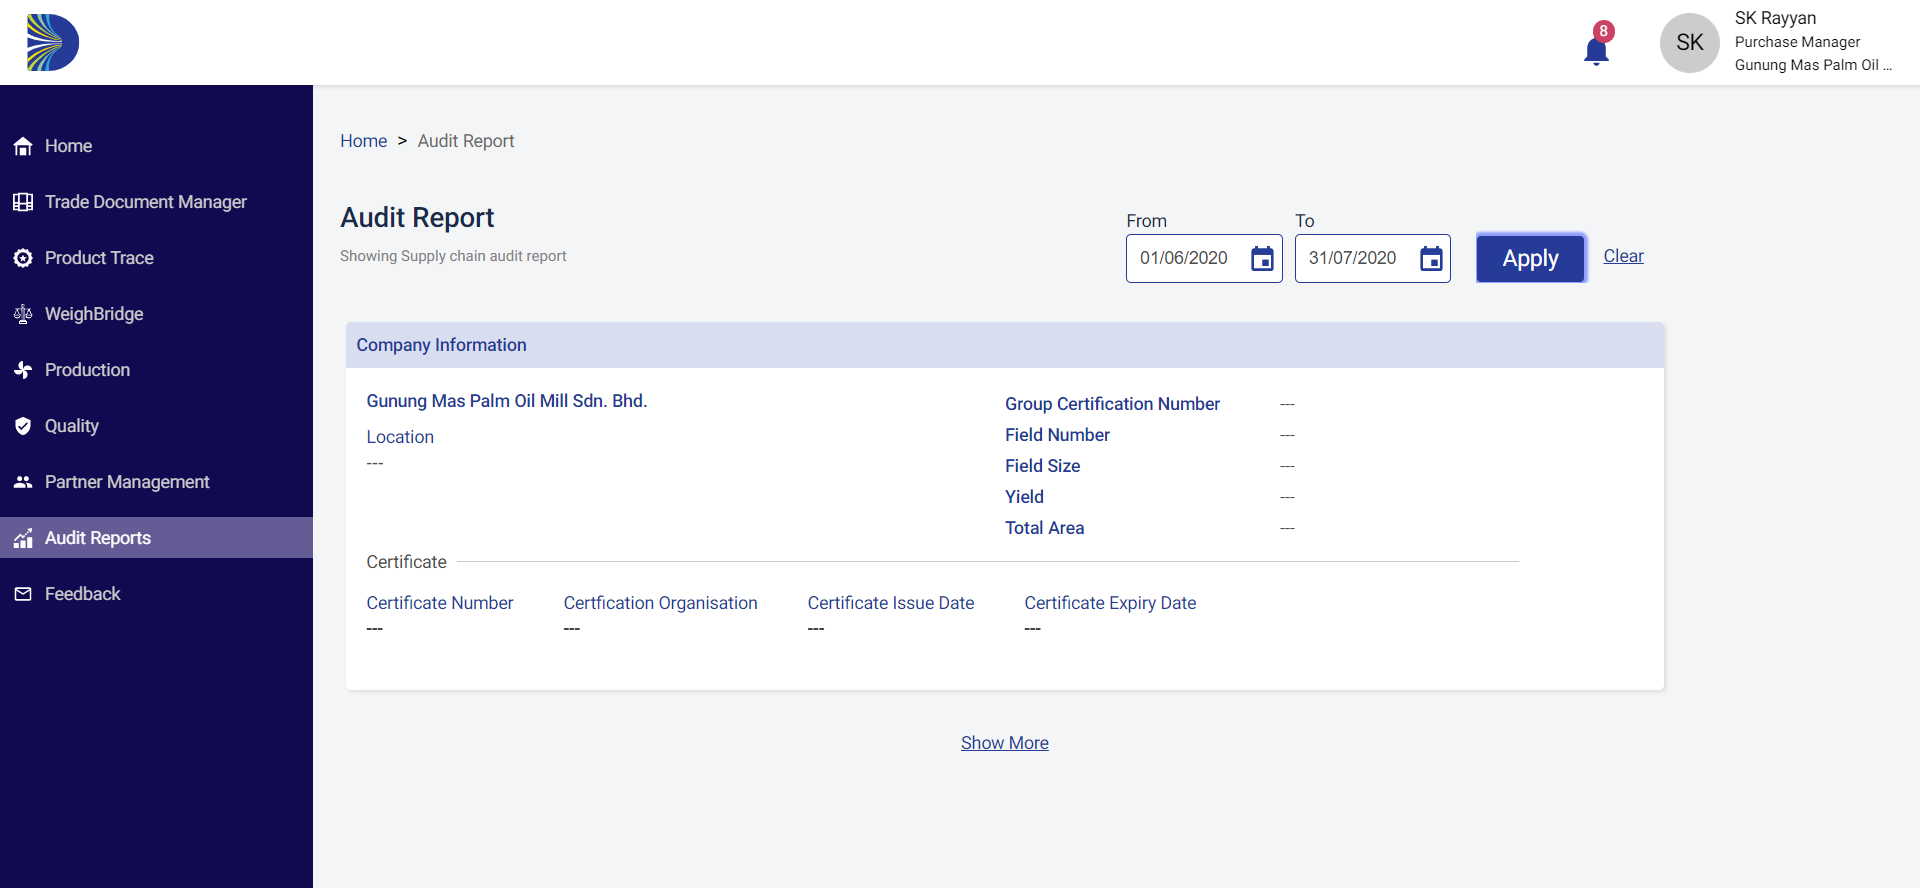 8
SK
SK Rayyan
Purchase Manager
Gunung Mas Palm Oil ...
Home
Trade Document Manager
Product Trace
WeighBridge
Production
Quality
Partner Management
Audit Reports
Feedback
Home > Audit Report
Audit Report
Showing Supply chain audit report
From To
01/06/2020 31/07/2020 Apply Clear
Company Information
Gunung Mas Palm Oil Mill Sdn. Bhd.
Location
---
Group Certification Number ---
Field Number ---
Field Size ---
Yield ---
Total Area ---
Certificate
Certificate Number Certfication Organisation Certificate Issue Date Certificate Expiry Date
--- --- --- ---
Show More